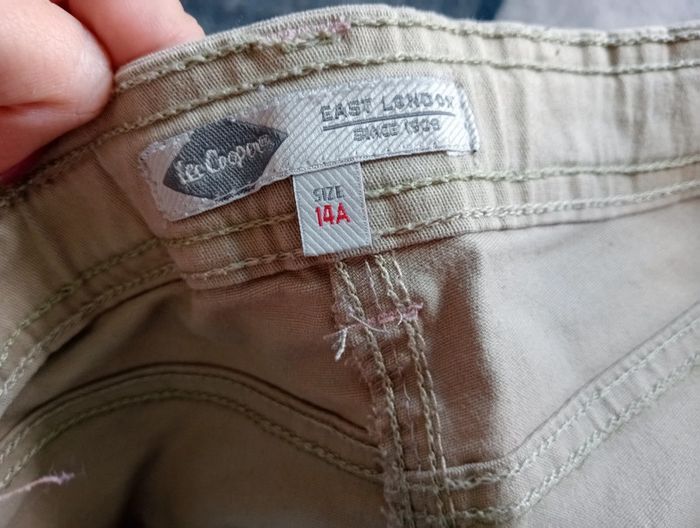 Lee Cooper
EAST LONDON
SINCE 1908
SIZE
14A